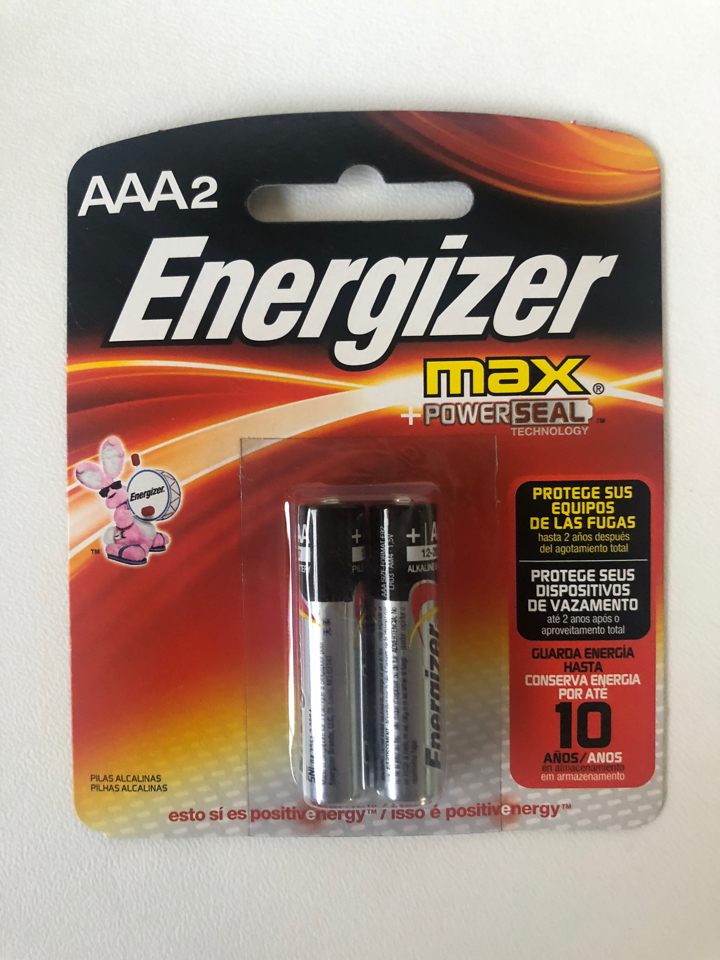 AAA2
Energizer
max®
+POWERSEAL™
TECHNOLOGY
Energizer.
™
PROTEGE SUS
EQUIPOS
DE LAS FUGAS
hasta 2 años después
del agotamiento total
PROTEGE SEUS
DISPOSITIVOS
DE VAZAMENTO
até 2 anos após o
aproveitamento total
GUARDA ENERGÍA
HASTA
CONSERVA ENERGIA
POR ATÉ
10
AÑOS/ANOS
en almacenamiento
em armazenamento
Energizer
PILAS ALCALINAS
PILHAS ALCALINAS
esto sí es positivenergy™ / isso é positivenergy™